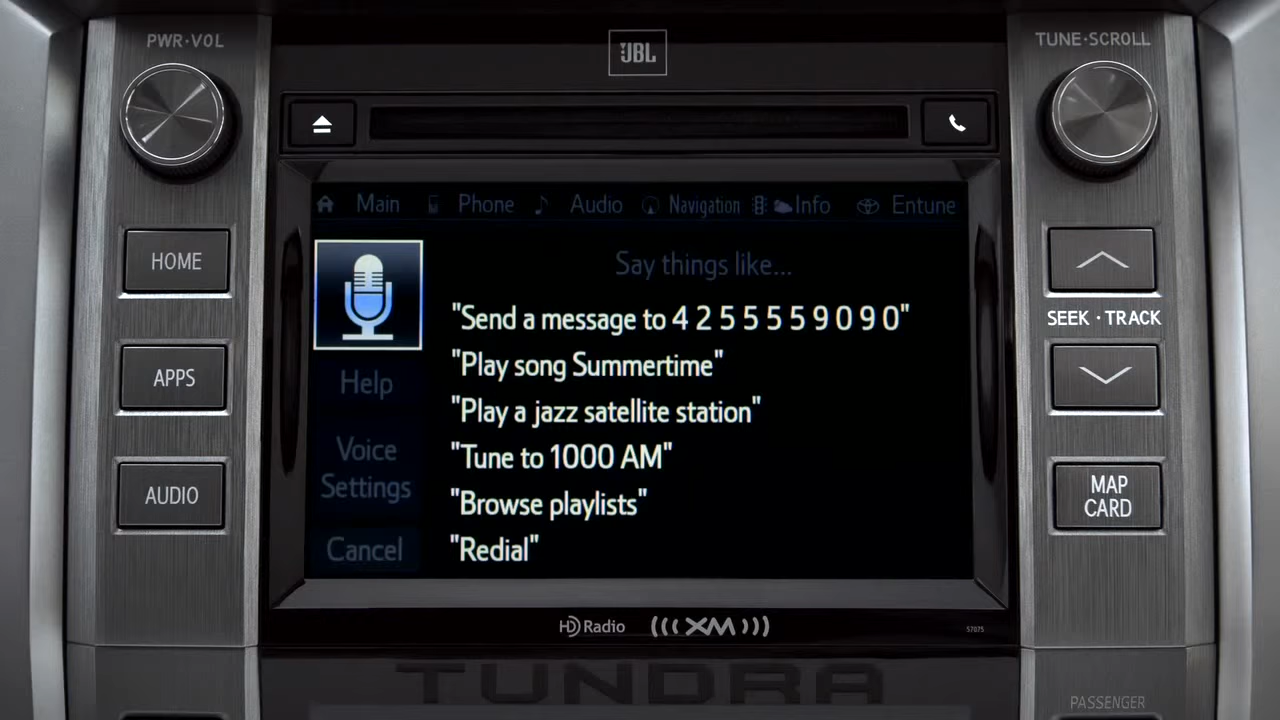 PWR·VOL
JBL
TUNE·SCROLL
Main Phone Audio Navigation Info Entune
HOME
APPS
AUDIO
Help
Voice
Settings
Cancel
Say things like...
"Send a message to 4 2 5 5 5 5 9 0 9 0"
"Play song Summertime"
"Play a jazz satellite station"
"Tune to 1000 AM"
"Browse playlists"
"Redial"
SEEK · TRACK
MAP
CARD
HD Radio
((( XM )))
57075
TUNDRA
PASSENGER